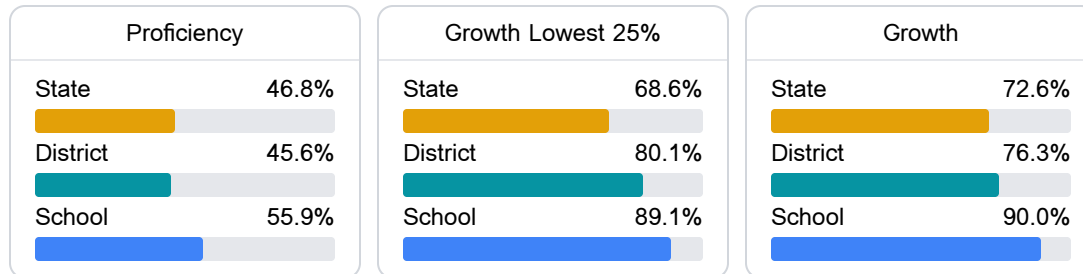 Proficiency
State 46.8%
District 45.6%
School 55.9%
Growth Lowest 25%
State 68.6%
District 80.1%
School 89.1%
Growth
State 72.6%
District 76.3%
School 90.0%